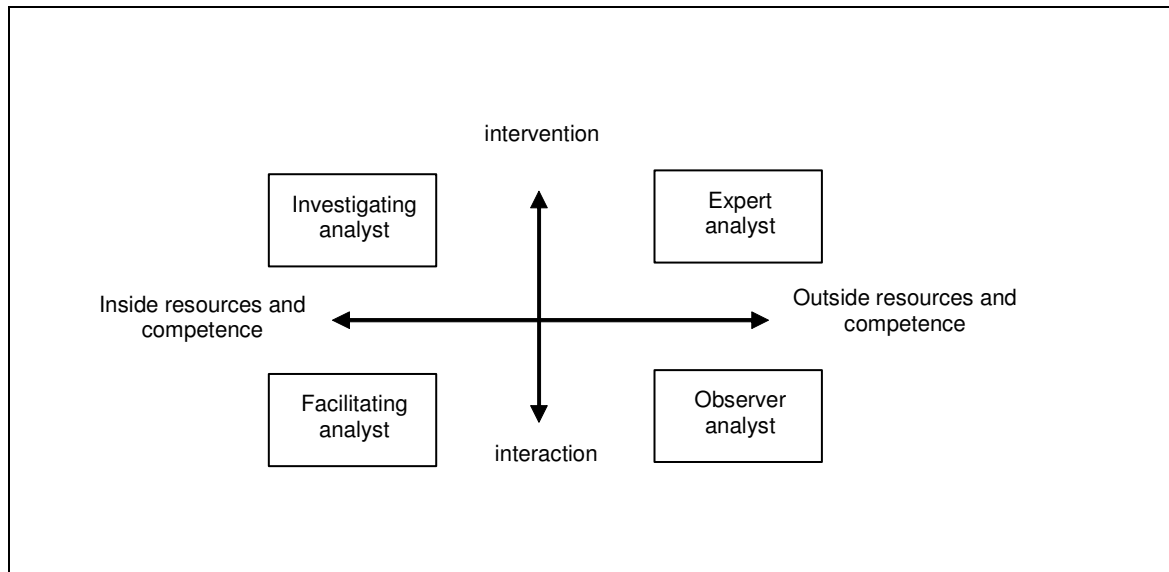 intervention
Investigating
analyst
Expert
analyst
Inside resources and
competence
Outside resources and
competence
Facilitating
analyst
Observer
analyst
interaction